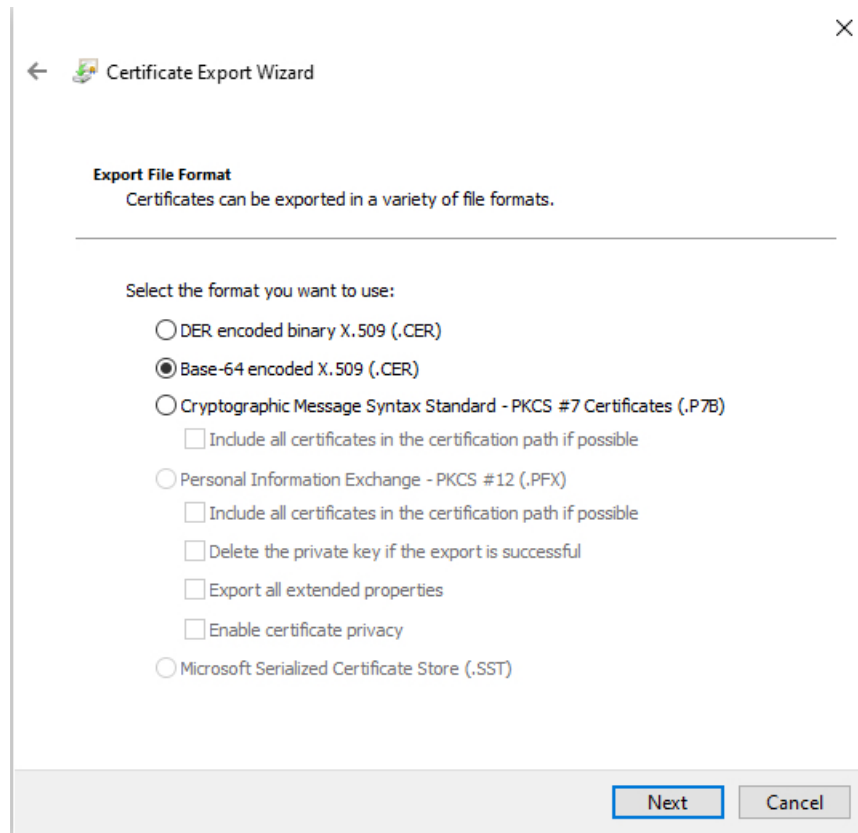 Certificate Export Wizard
Export File Format
Certificates can be exported in a variety of file formats.
Select the format you want to use:
DER encoded binary X.509 (.CER)
Base-64 encoded X.509 (.CER)
Cryptographic Message Syntax Standard - PKCS #7 Certificates (.P7B)
Include all certificates in the certification path if possible
Personal Information Exchange - PKCS #12 (.PFX)
Include all certificates in the certification path if possible
Delete the private key if the export is successful
Export all extended properties
Enable certificate privacy
Microsoft Serialized Certificate Store (.SST)
Next Cancel